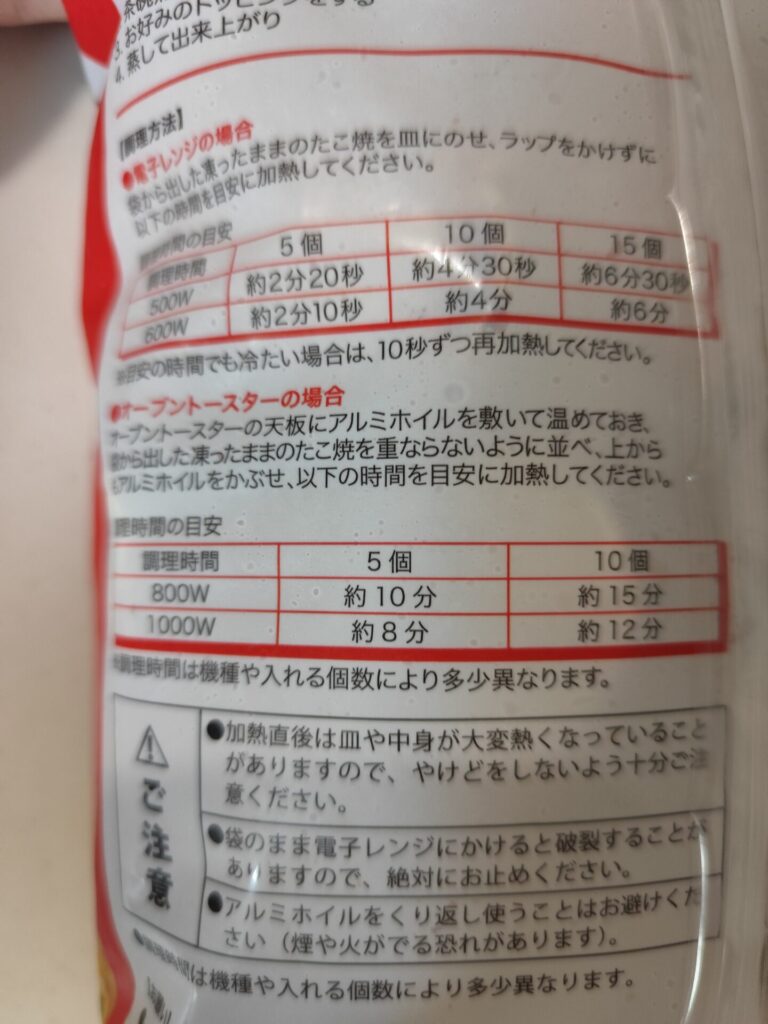 3. お好みのトッピングをする
4. 蒸して出来上がり
【調理方法】
●電子レンジの場合
袋から出した凍ったままのたこ焼を皿にのせ、ラップをかけずに
以下の時間を目安に加熱してください。
調理時間の目安
調理時間 5個 10個 15個
500W 約2分20秒 約4分30秒 約6分30秒
600W 約2分10秒 約4分 約6分
※目安の時間でも冷たい場合は、10秒ずつ再加熱してください。
●オーブントースターの場合
オーブントースターの天板にアルミホイルを敷いて温めておき、
袋から出した凍ったままのたこ焼を重ならないように並べ、上から
もアルミホイルをかぶせ、以下の時間を目安に加熱してください。
調理時間の目安
調理時間 5個 10個
800W 約10分 約15分
1000W 約8分 約12分
※調理時間は機種や入れる個数により多少異なります。
⚠ご注意
●加熱直後は皿や中身が大変熱くなっていること
がありますので、やけどをしないよう十分ご注
意ください。
●袋のまま電子レンジにかけると破裂することが
ありますので、絶対にお止めください。
●アルミホイルをくり返し使うことはお避けくだ
さい（煙や火がでる恐れがあります）。
●調理時間は機種や入れる個数により多少異なります。